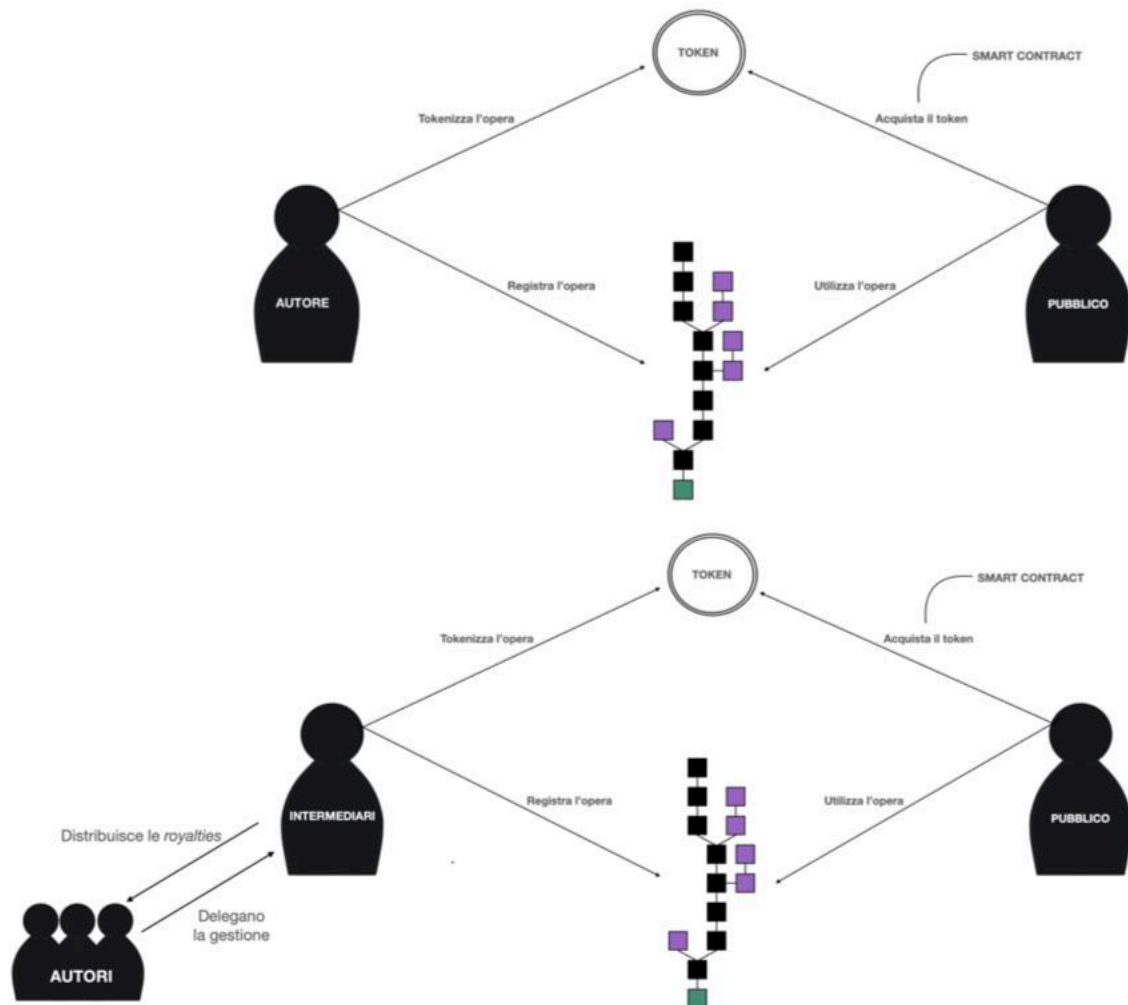 TOKEN
SMART CONTRACT
Tokenizza l'opera
Acquista il token
AUTORE
Registra l'opera
Utilizza l'opera
PUBBLICO
TOKEN
SMART CONTRACT
Tokenizza l'opera
Acquista il token
INTERMEDIARI
Registra l'opera
Utilizza l'opera
PUBBLICO
Distribuisce le royalties
Delegano
la gestione
AUTORI